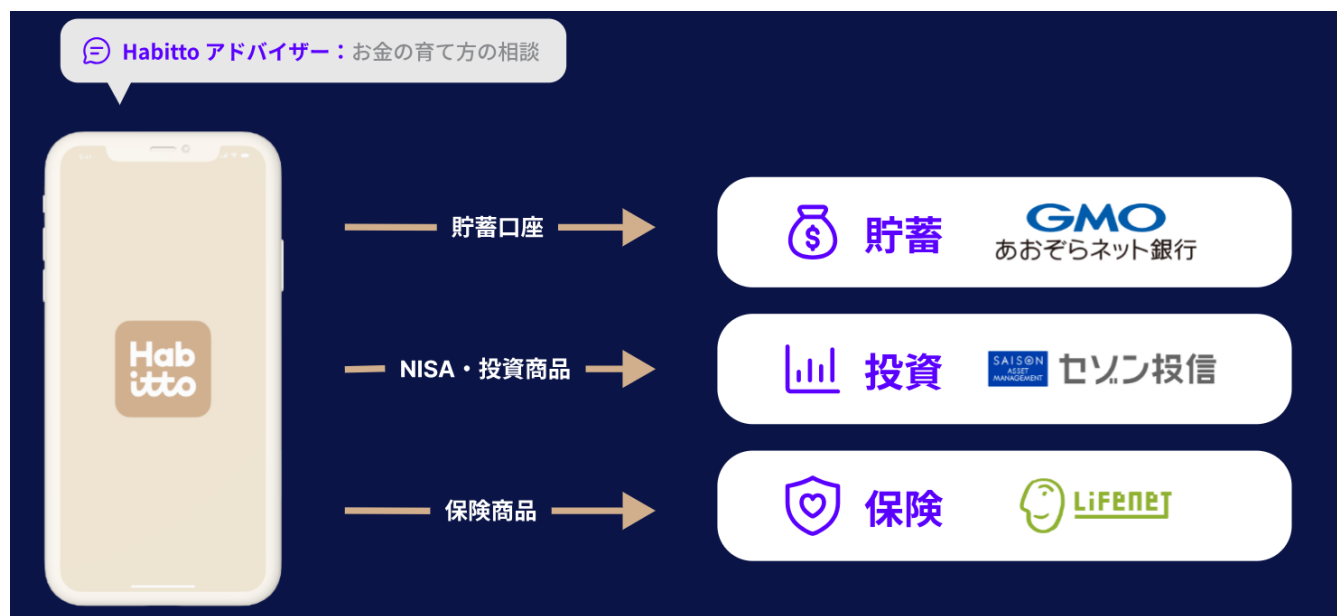 Habitto アドバイザー：お金の育て方の相談
Hab
itto
貯蓄口座
貯蓄
GMO
あおぞらネット銀行
NISA・投資商品
投資
SAISON
ASSET
MANAGEMENT
セゾン投信
保険商品
保険
LIFENET